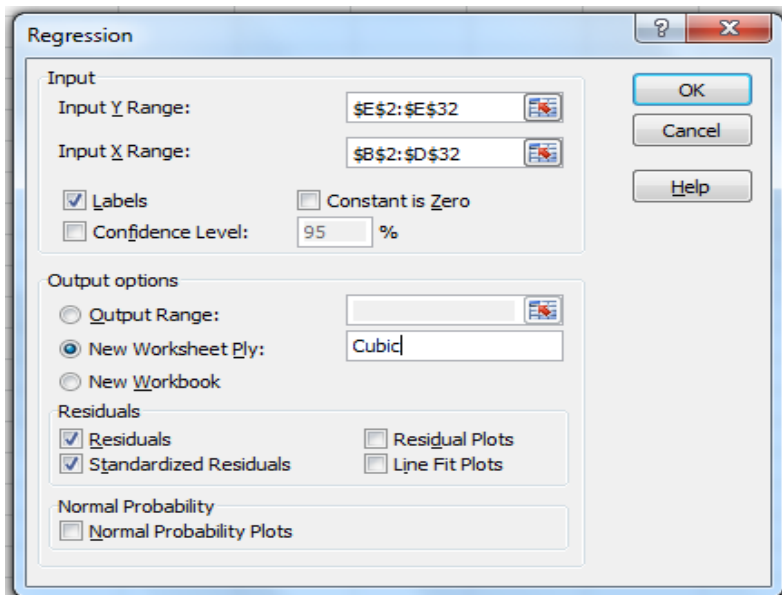 Regression
Input
Input Y Range: $E$2:$E$32
OK
Input X Range: $B$2:$D$32
Cancel
Labels Constant is Zero
Help
Confidence Level: 95 %
Output options
Output Range:
New Worksheet Ply: Cubic
New Workbook
Residuals
Residuals Residual Plots
Standardized Residuals Line Fit Plots
Normal Probability
Normal Probability Plots